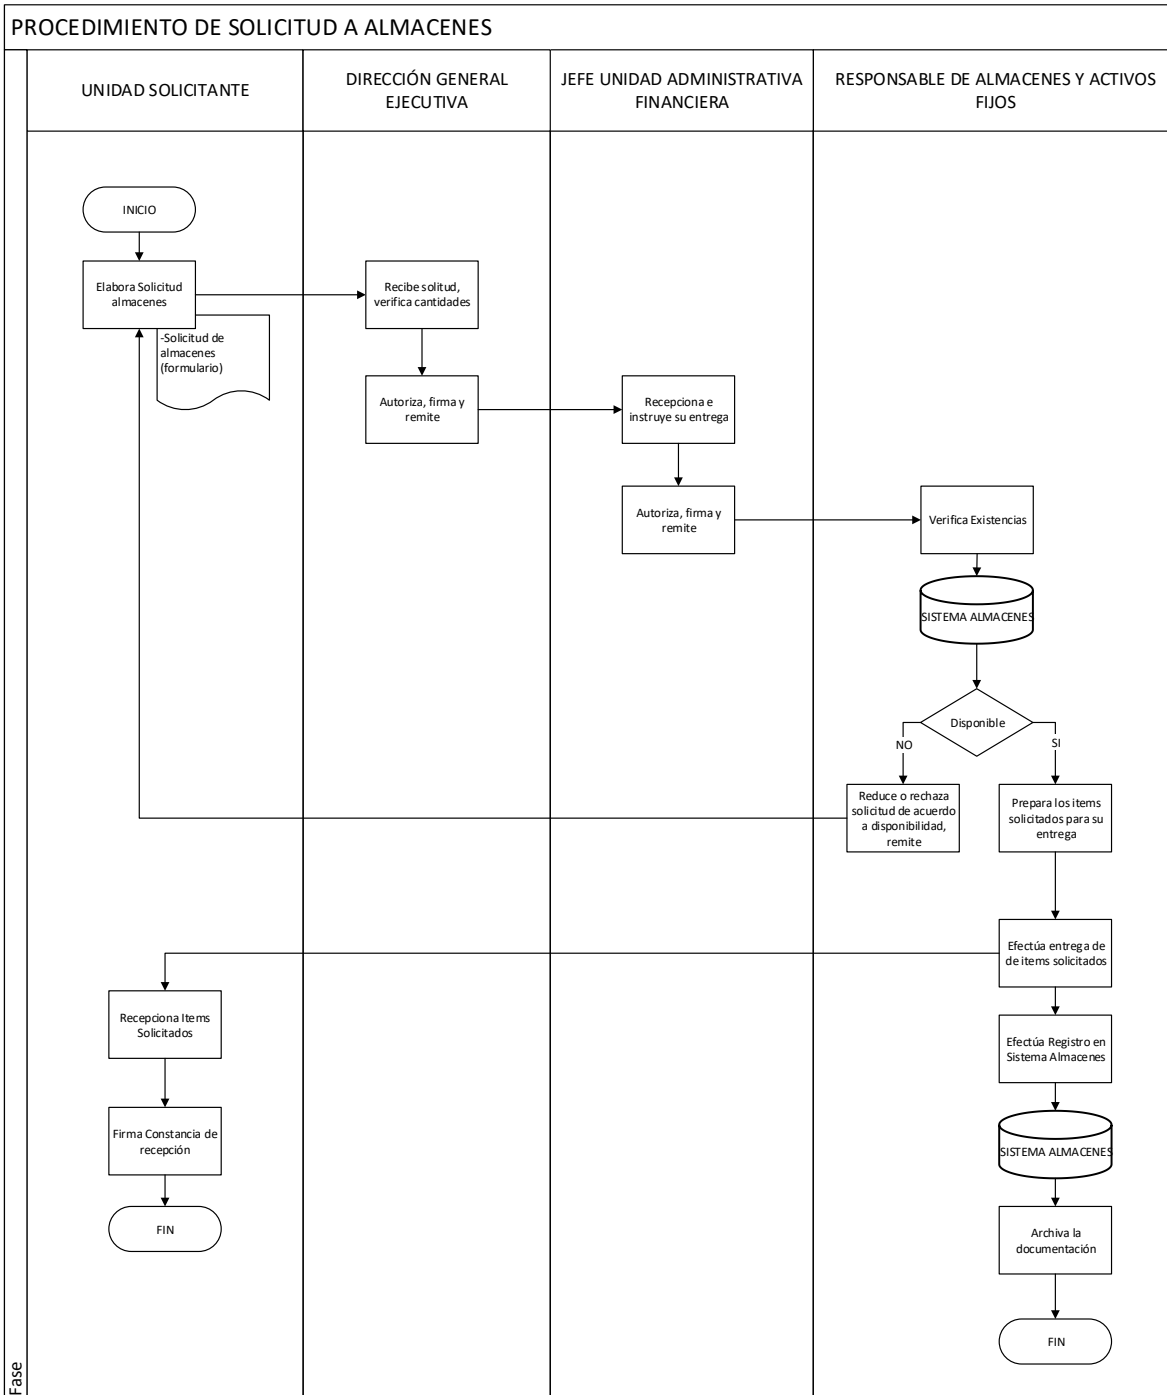 PROCEDIMIENTO DE SOLICITUD A ALMACENES
UNIDAD SOLICITANTE
DIRECCIÓN GENERAL
EJECUTIVA
JEFE UNIDAD ADMINISTRATIVA
FINANCIERA
RESPONSABLE DE ALMACENES Y ACTIVOS
FIJOS
INICIO
Elabora Solicitud
almacenes
-Solicitud de
almacenes
(formulario)
Recibe solitud,
verifica cantidades
Autoriza, firma y
remite
Recepciona e
instruye su entrega
Autoriza, firma y
remite
Verifica Existencias
SISTEMA ALMACENES
Disponible
NO
SI
Reduce o rechaza
solicitud de acuerdo
a disponibilidad,
remite
Prepara los items
solicitados para su
entrega
Efectúa entrega de
de items solicitados
Recepciona Items
Solicitados
Efectúa Registro en
Sistema Almacenes
Firma Constancia de
recepción
SISTEMA ALMACENES
FIN
Archiva la
documentación
FIN
Fase